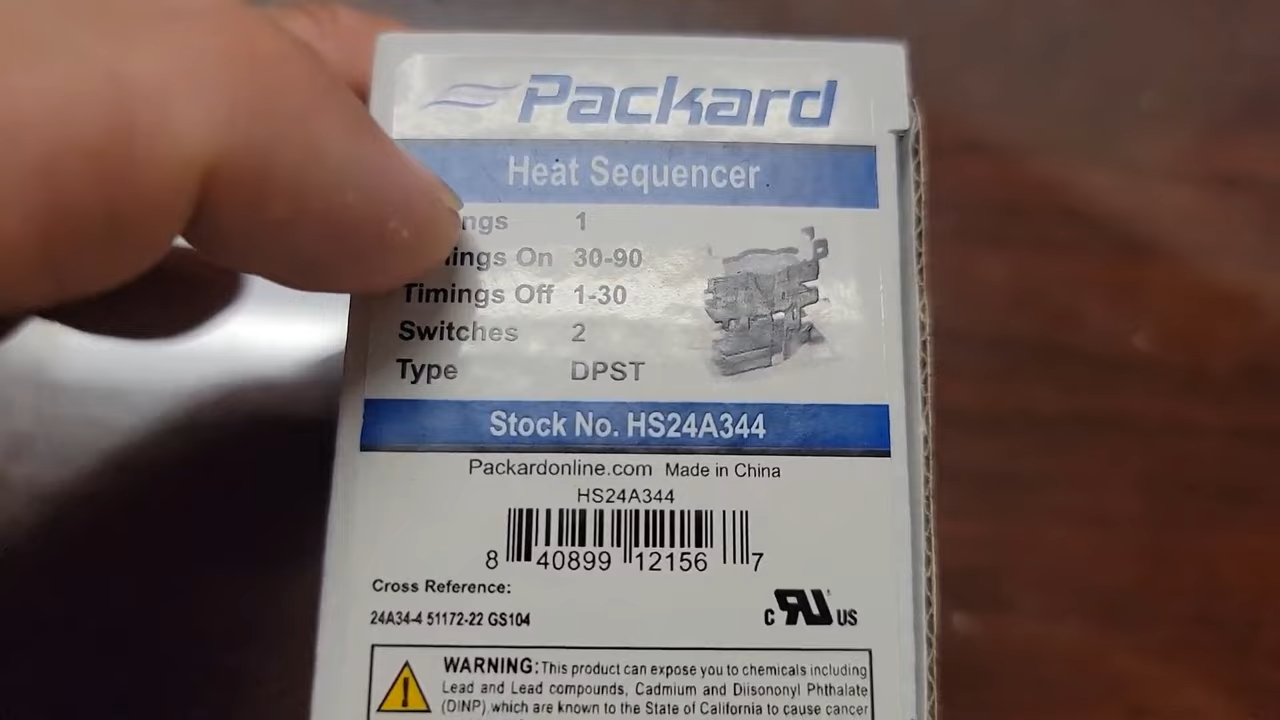 Packard
Heat Sequencer
1
On 30-90
Timings Off 1-30
Switches 2
Type DPST
Stock No. HS24A344
Packardonline.com Made in China
HS24A344
8 40899 12156 7
Cross Reference:
24A34-4 51172-22 GS104
C RU US
WARNING: This product can expose you to chemicals including
Lead and Lead compounds, Cadmium and Diisononyl Phthalate
(DINP) which are known to the State of California to cause cancer